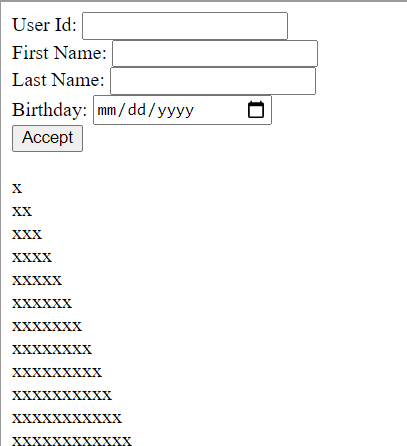 User Id:
First Name:
Last Name:
Birthday: mm/dd/yyyy
Accept
x
xx
xxx
xxxx
xxxxx
xxxxxx
xxxxxxx
xxxxxxxx
xxxxxxxxx
xxxxxxxxxx
xxxxxxxxxxx
xxxxxxxxxxxx